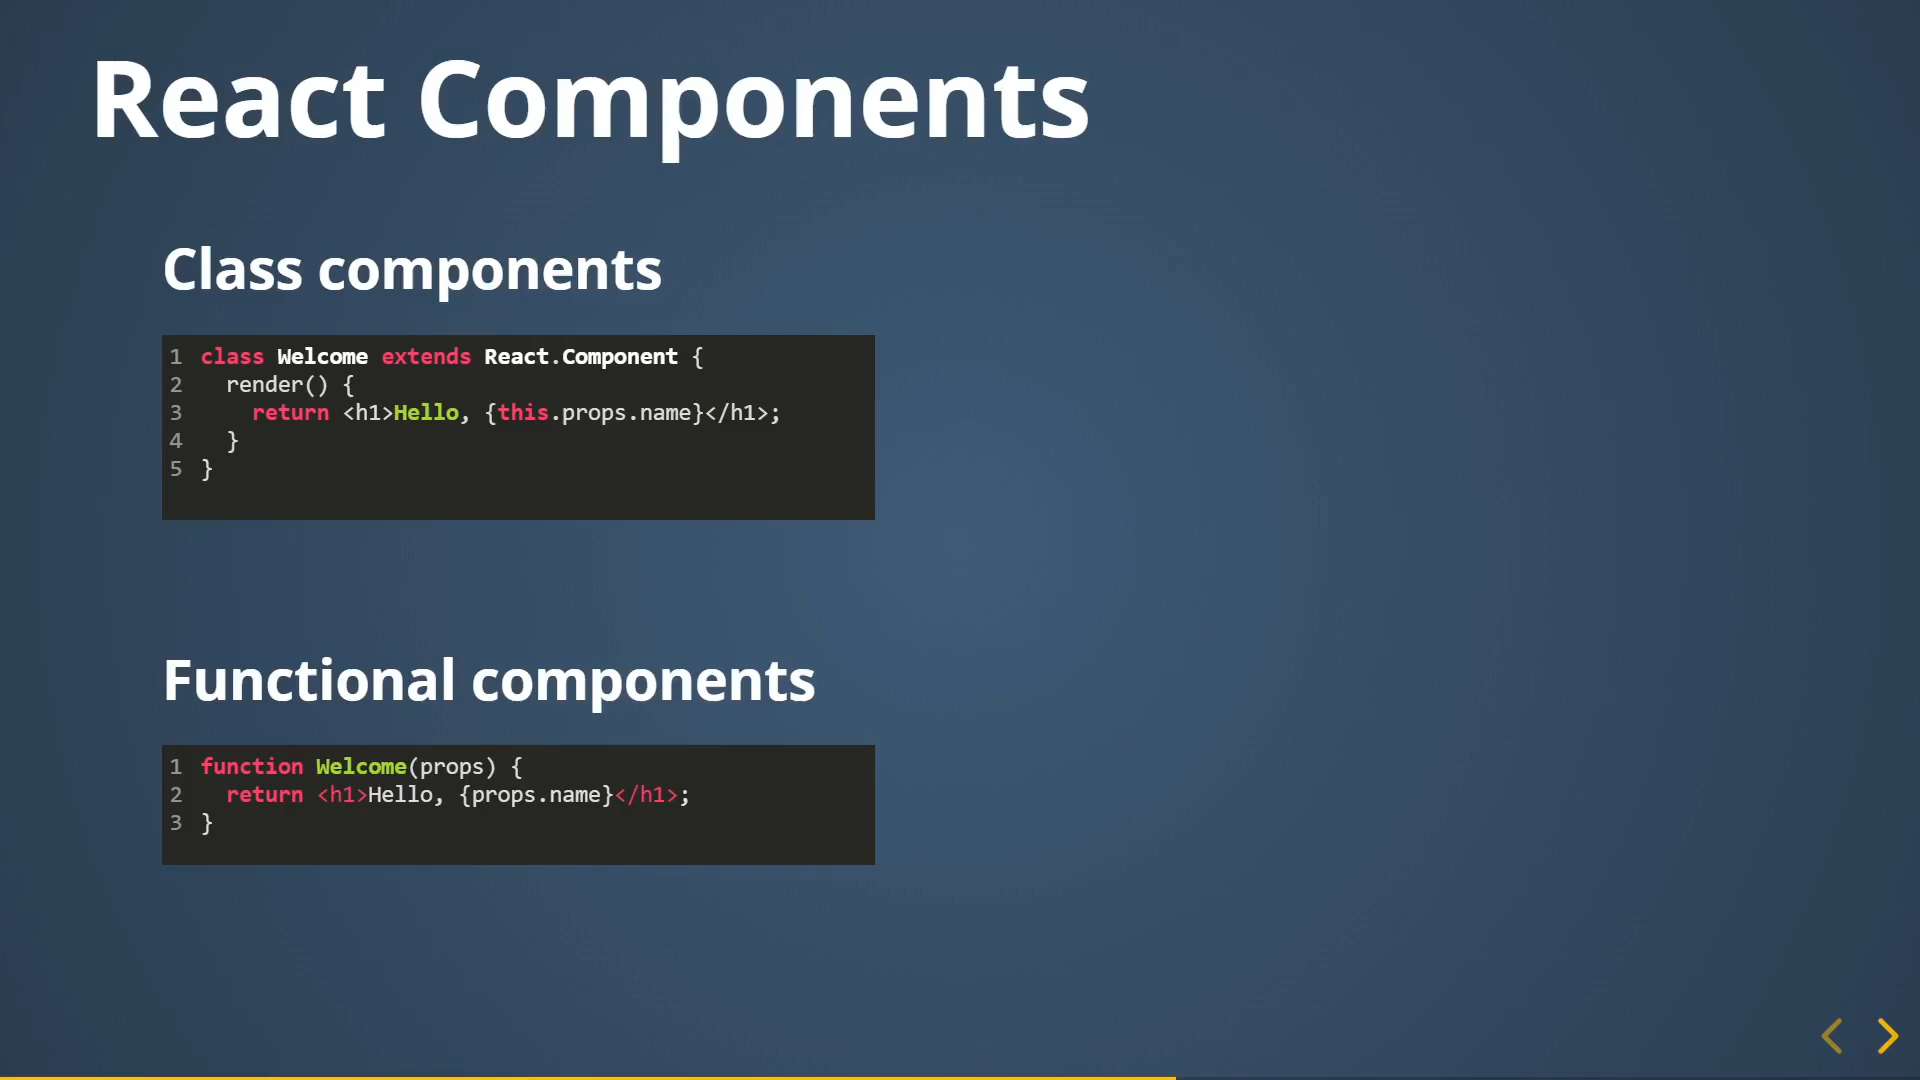 React Components
Class components
1 class Welcome extends React.Component {
2   render() {
3     return <h1>Hello, {this.props.name}</h1>;
4   }
5 }
Functional components
1 function Welcome(props) {
2   return <h1>Hello, {props.name}</h1>;
3 }